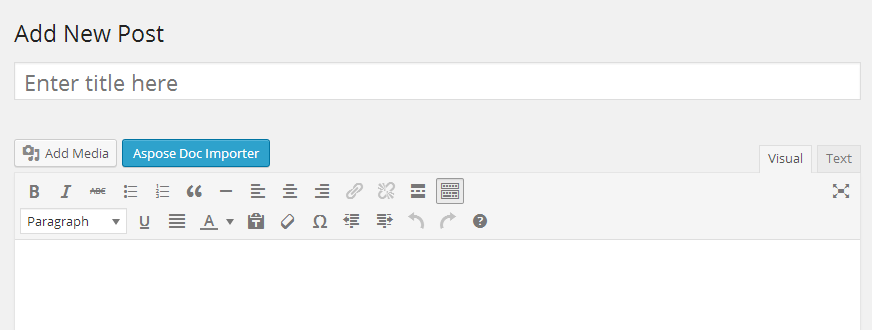 Add New Post
Enter title here
Add Media Aspose Doc Importer
Visual Text
B I ABC
Paragraph U A Ω ?